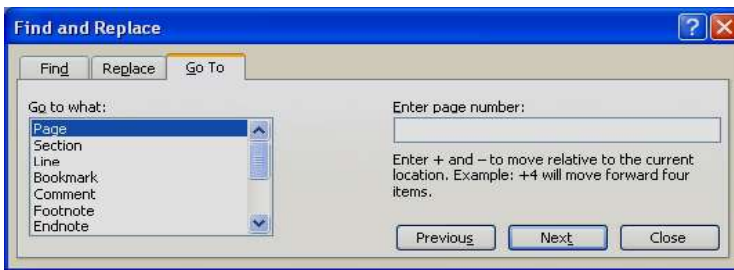 Find and Replace
Find Replace Go To
Go to what:
Page
Section
Line
Bookmark
Comment
Footnote
Endnote
Enter page number:
Enter + and – to move relative to the current
location. Example: +4 will move forward four
items.
Previous Next Close